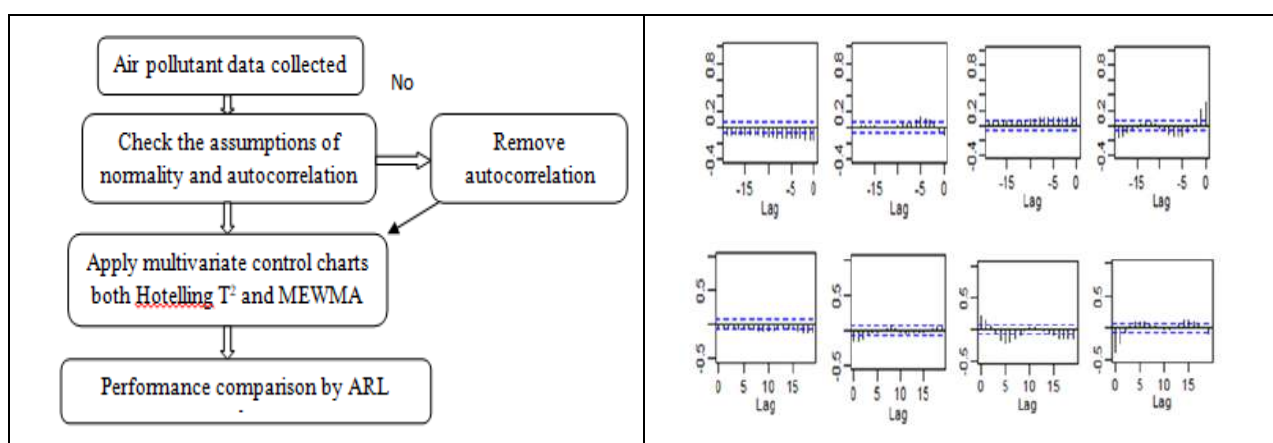 Air pollutant data collected
No
Check the assumptions of
normality and autocorrelation
Remove
autocorrelation
Apply multivariate control charts
both Hotelling T² and MEWMA
Performance comparison by ARL
0.8
0.2
-0.4
-15 -5 0
Lag
0.8
0.2
-0.4
-15 -5 0
Lag
0.8
0.2
-0.4
-15 -5 0
Lag
0.8
0.2
-0.4
-15 -5 0
Lag
0.5
-0.5
0 5 10 15
Lag
0.5
-0.5
0 5 10 15
Lag
0.5
-0.5
0 5 10 15
Lag
0.5
-0.5
0 5 10 15
Lag